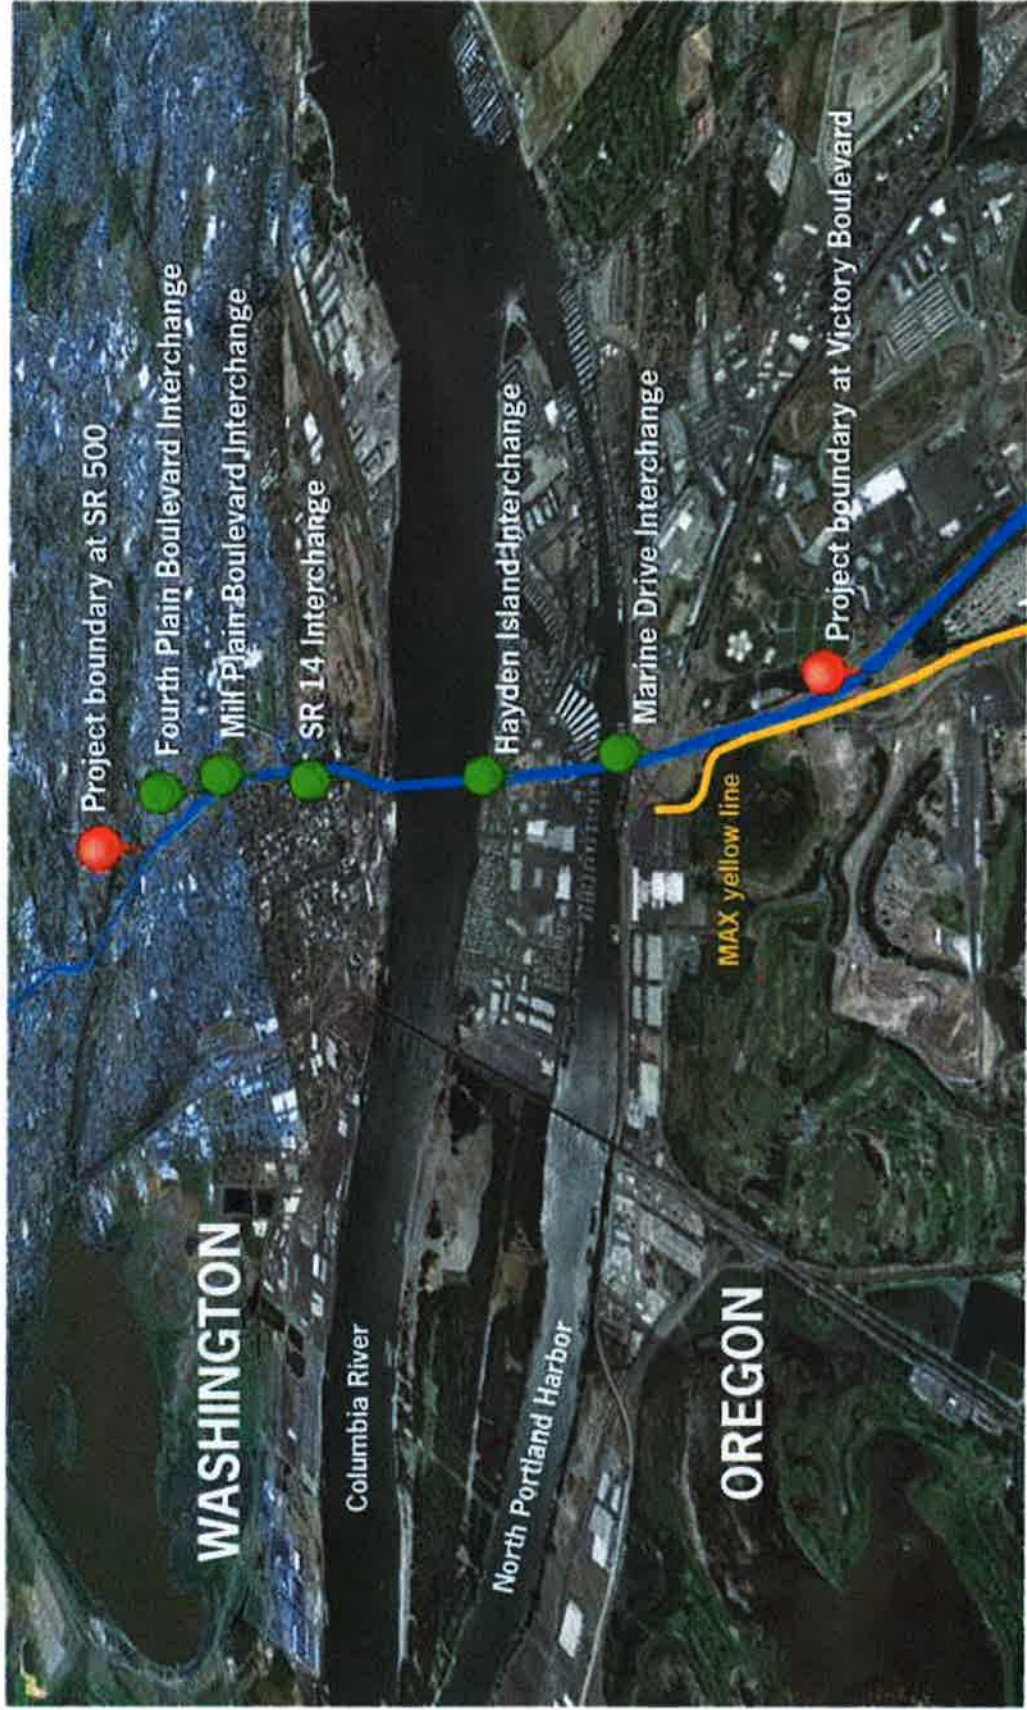 Project boundary at SR 500
Fourth Plain Boulevard Interchange
Mill Plain Boulevard Interchange
SR 14 Interchange
WASHINGTON
Columbia River
Hayden Island Interchange
North Portland Harbor
Marine Drive Interchange
MAX yellow line
OREGON
Project boundary at Victory Boulevard